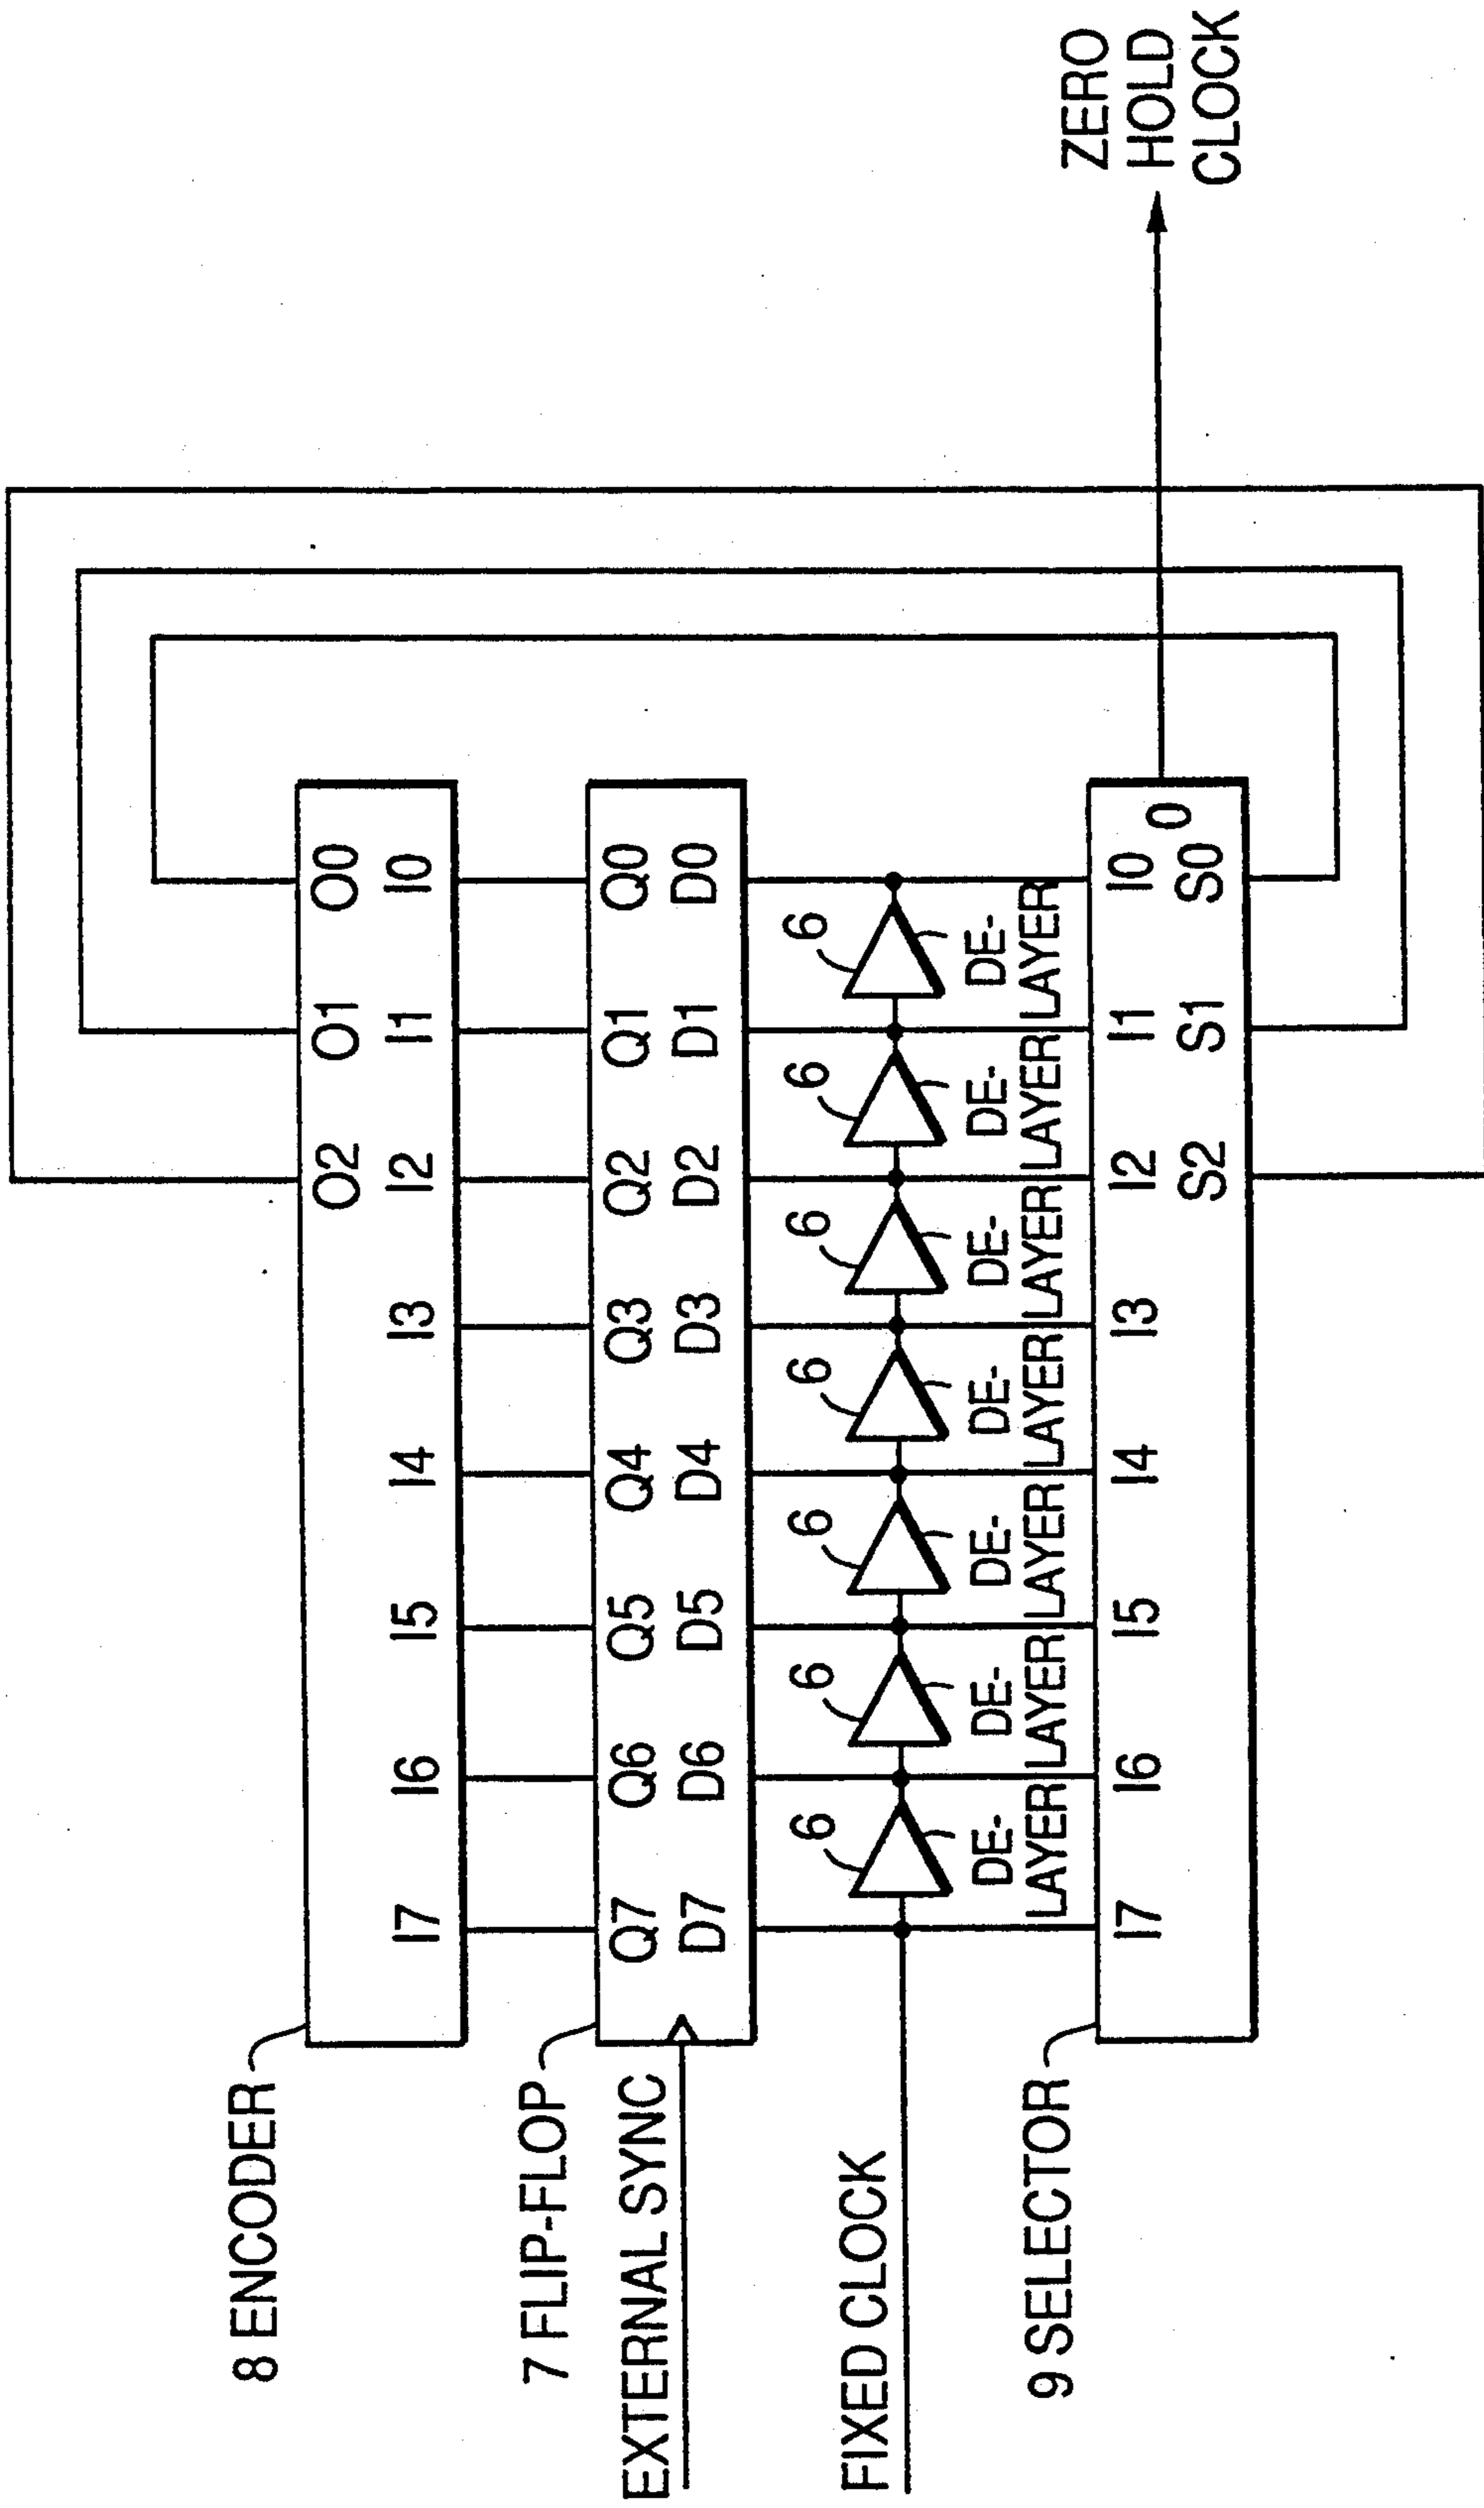 8 ENCODER
O2 O1 O0
I7 I6 I5 I4 I3 I2 I1 I0
7 FLIP-FLOP
Q7 Q6 Q5 Q4 Q3 Q2 Q1 Q0
EXTERNAL SYNC
D7 D6 D5 D4 D3 D2 D1 D0
6 6 6 6 6 6 6
FIXED CLOCK
DE- DE- DE- DE- DE- DE- DE-
LAYER LAYER LAYER LAYER LAYER LAYER LAYER
9 SELECTOR
I7 I6 I5 I4 I3 I2 I1 I0
O
S2 S1 S0
ZERO
HOLD
CLOCK